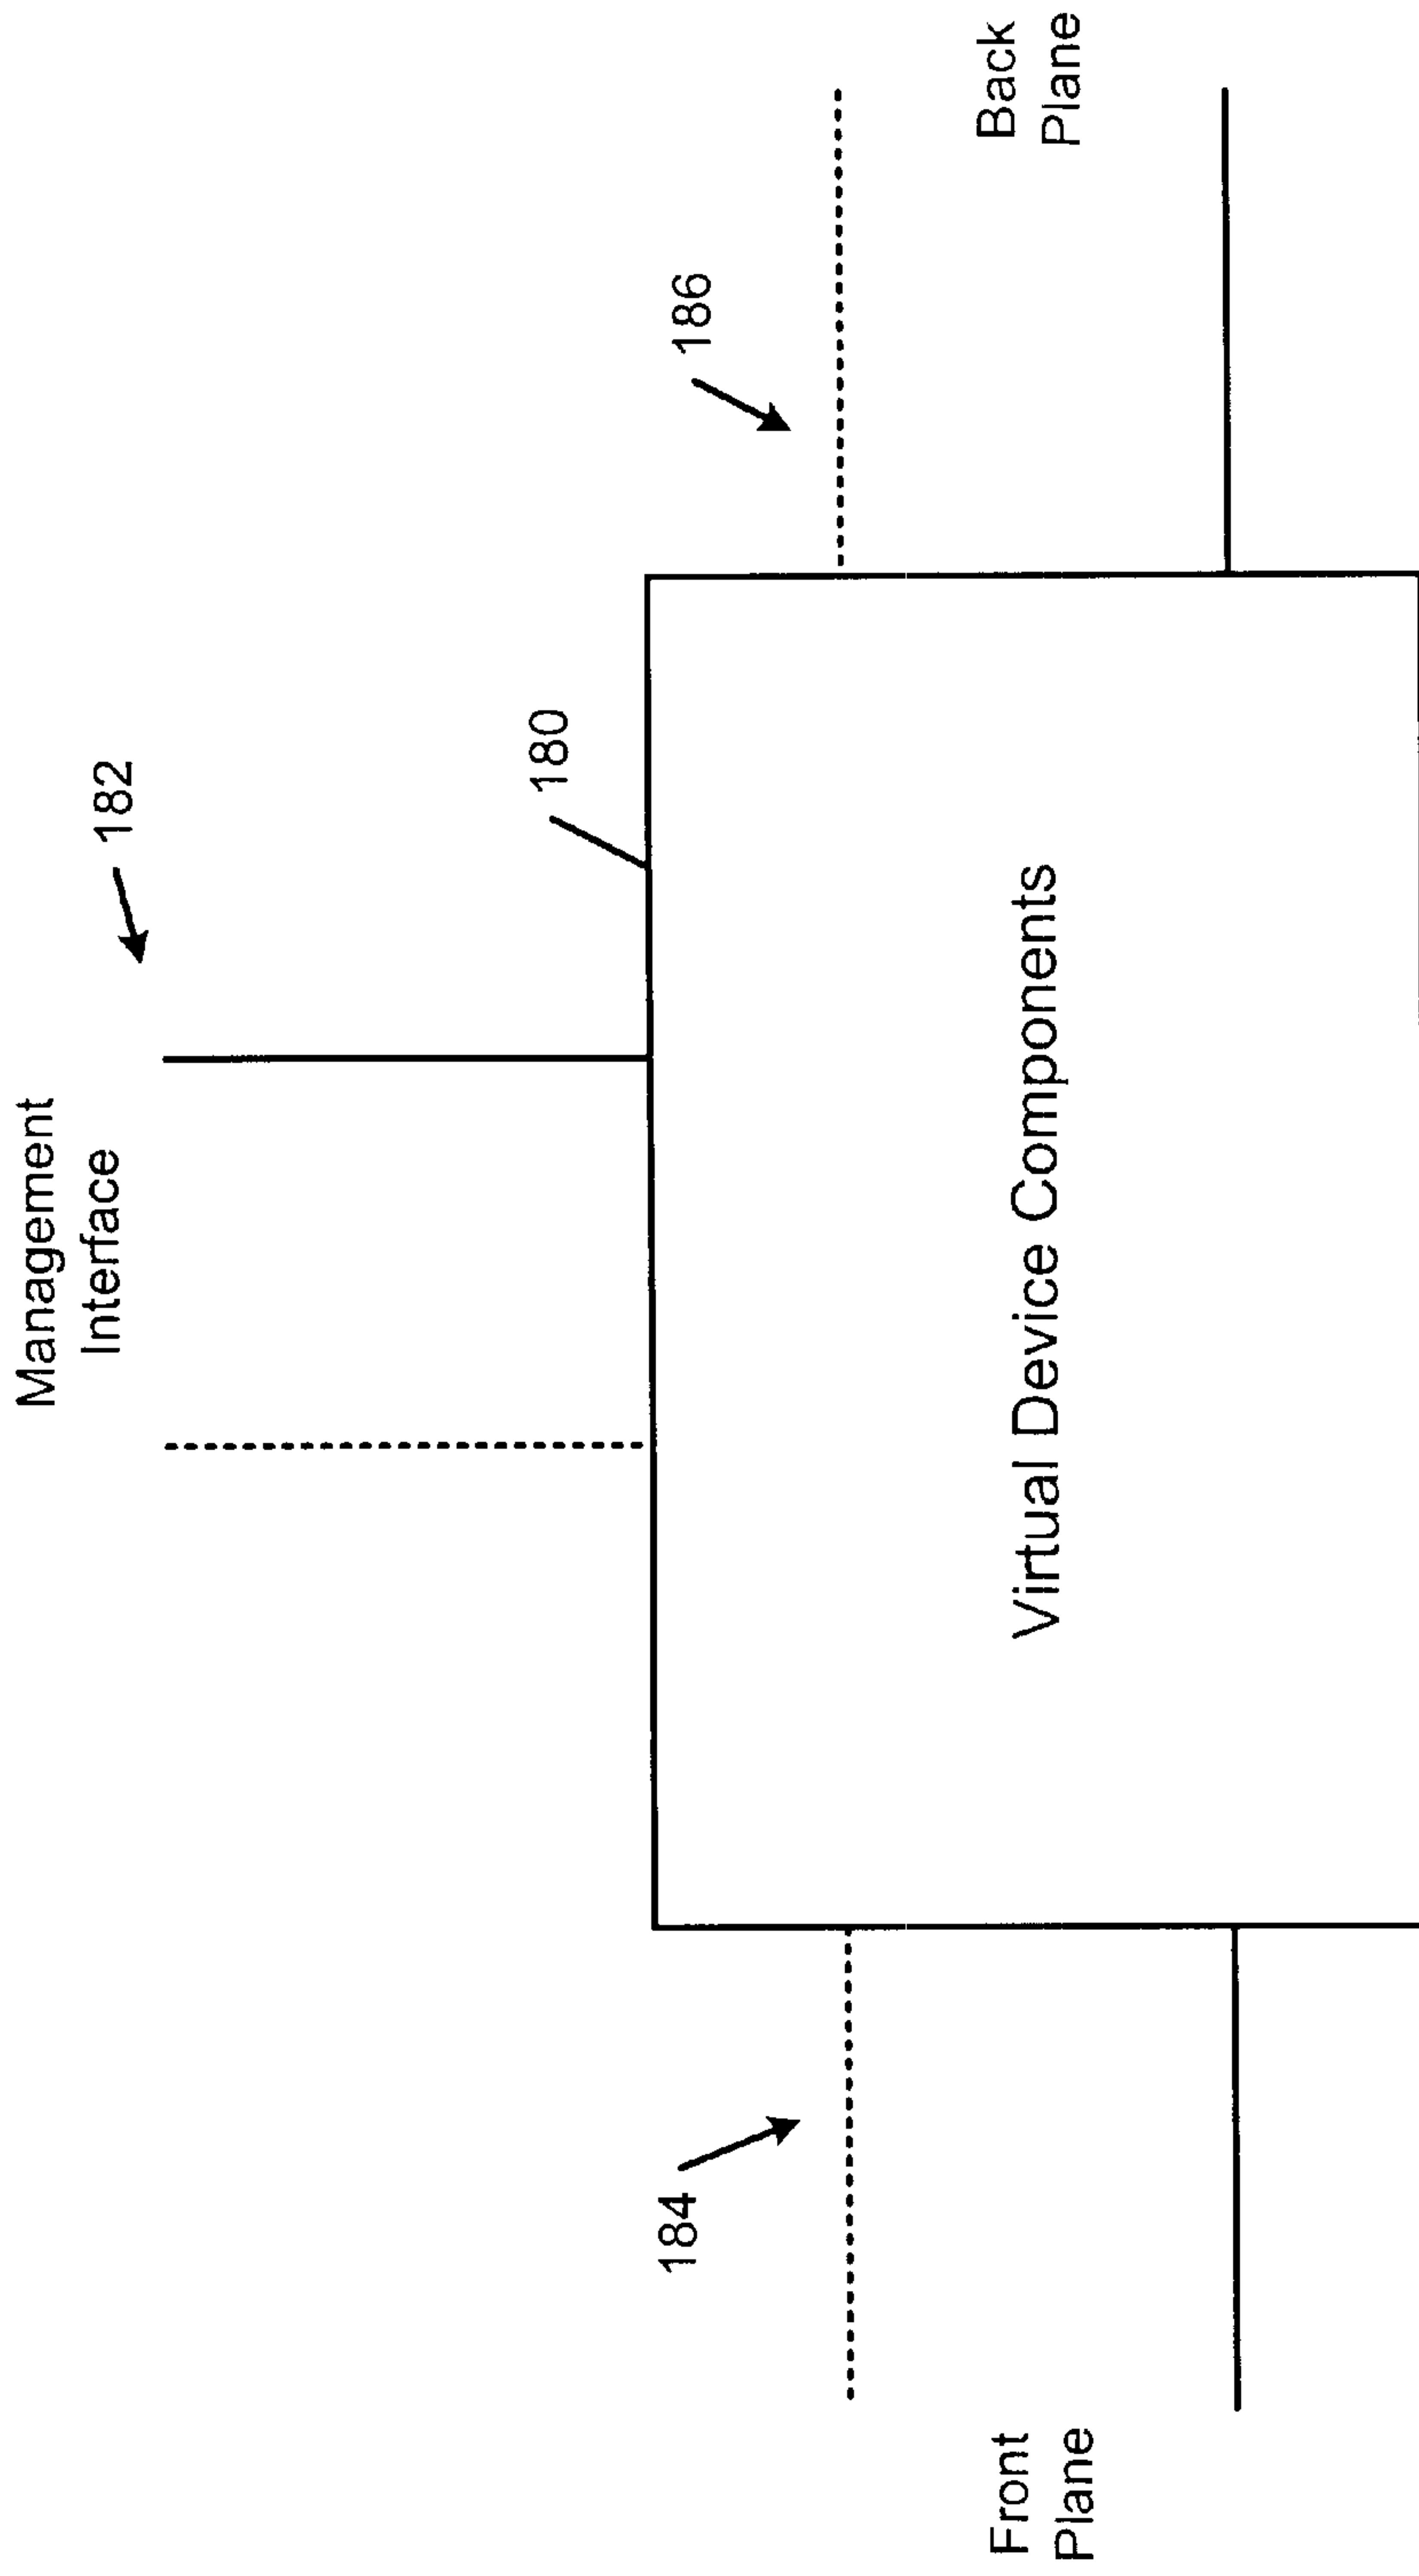 Management
Interface
182
180
186
184
Virtual Device Components
Front
Plane
Back
Plane